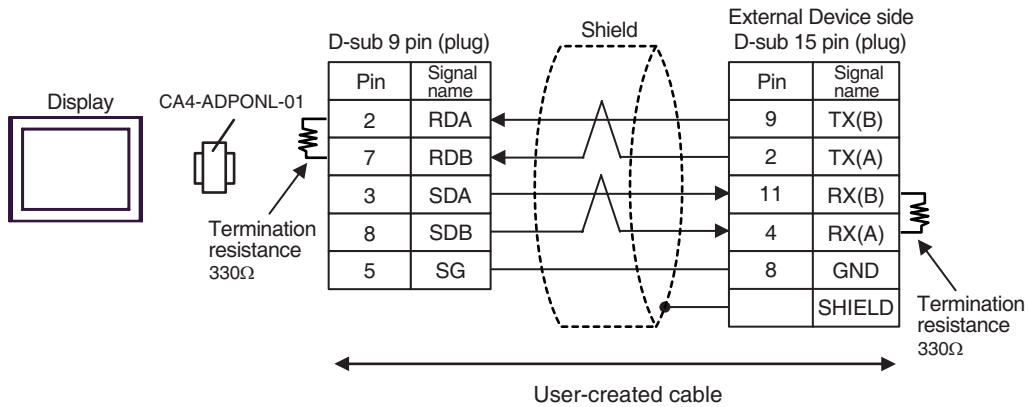 External Device side
D-sub 9 pin (plug)
Shield
D-sub 15 pin (plug)
Display
CA4-ADPONL-01
Pin Signal name
2 RDA
7 RDB
3 SDA
8 SDB
5 SG
Pin Signal name
9 TX(B)
2 TX(A)
11 RX(B)
4 RX(A)
8 GND
SHIELD
Termination
resistance
330Ω
Termination
resistance
330Ω
User-created cable